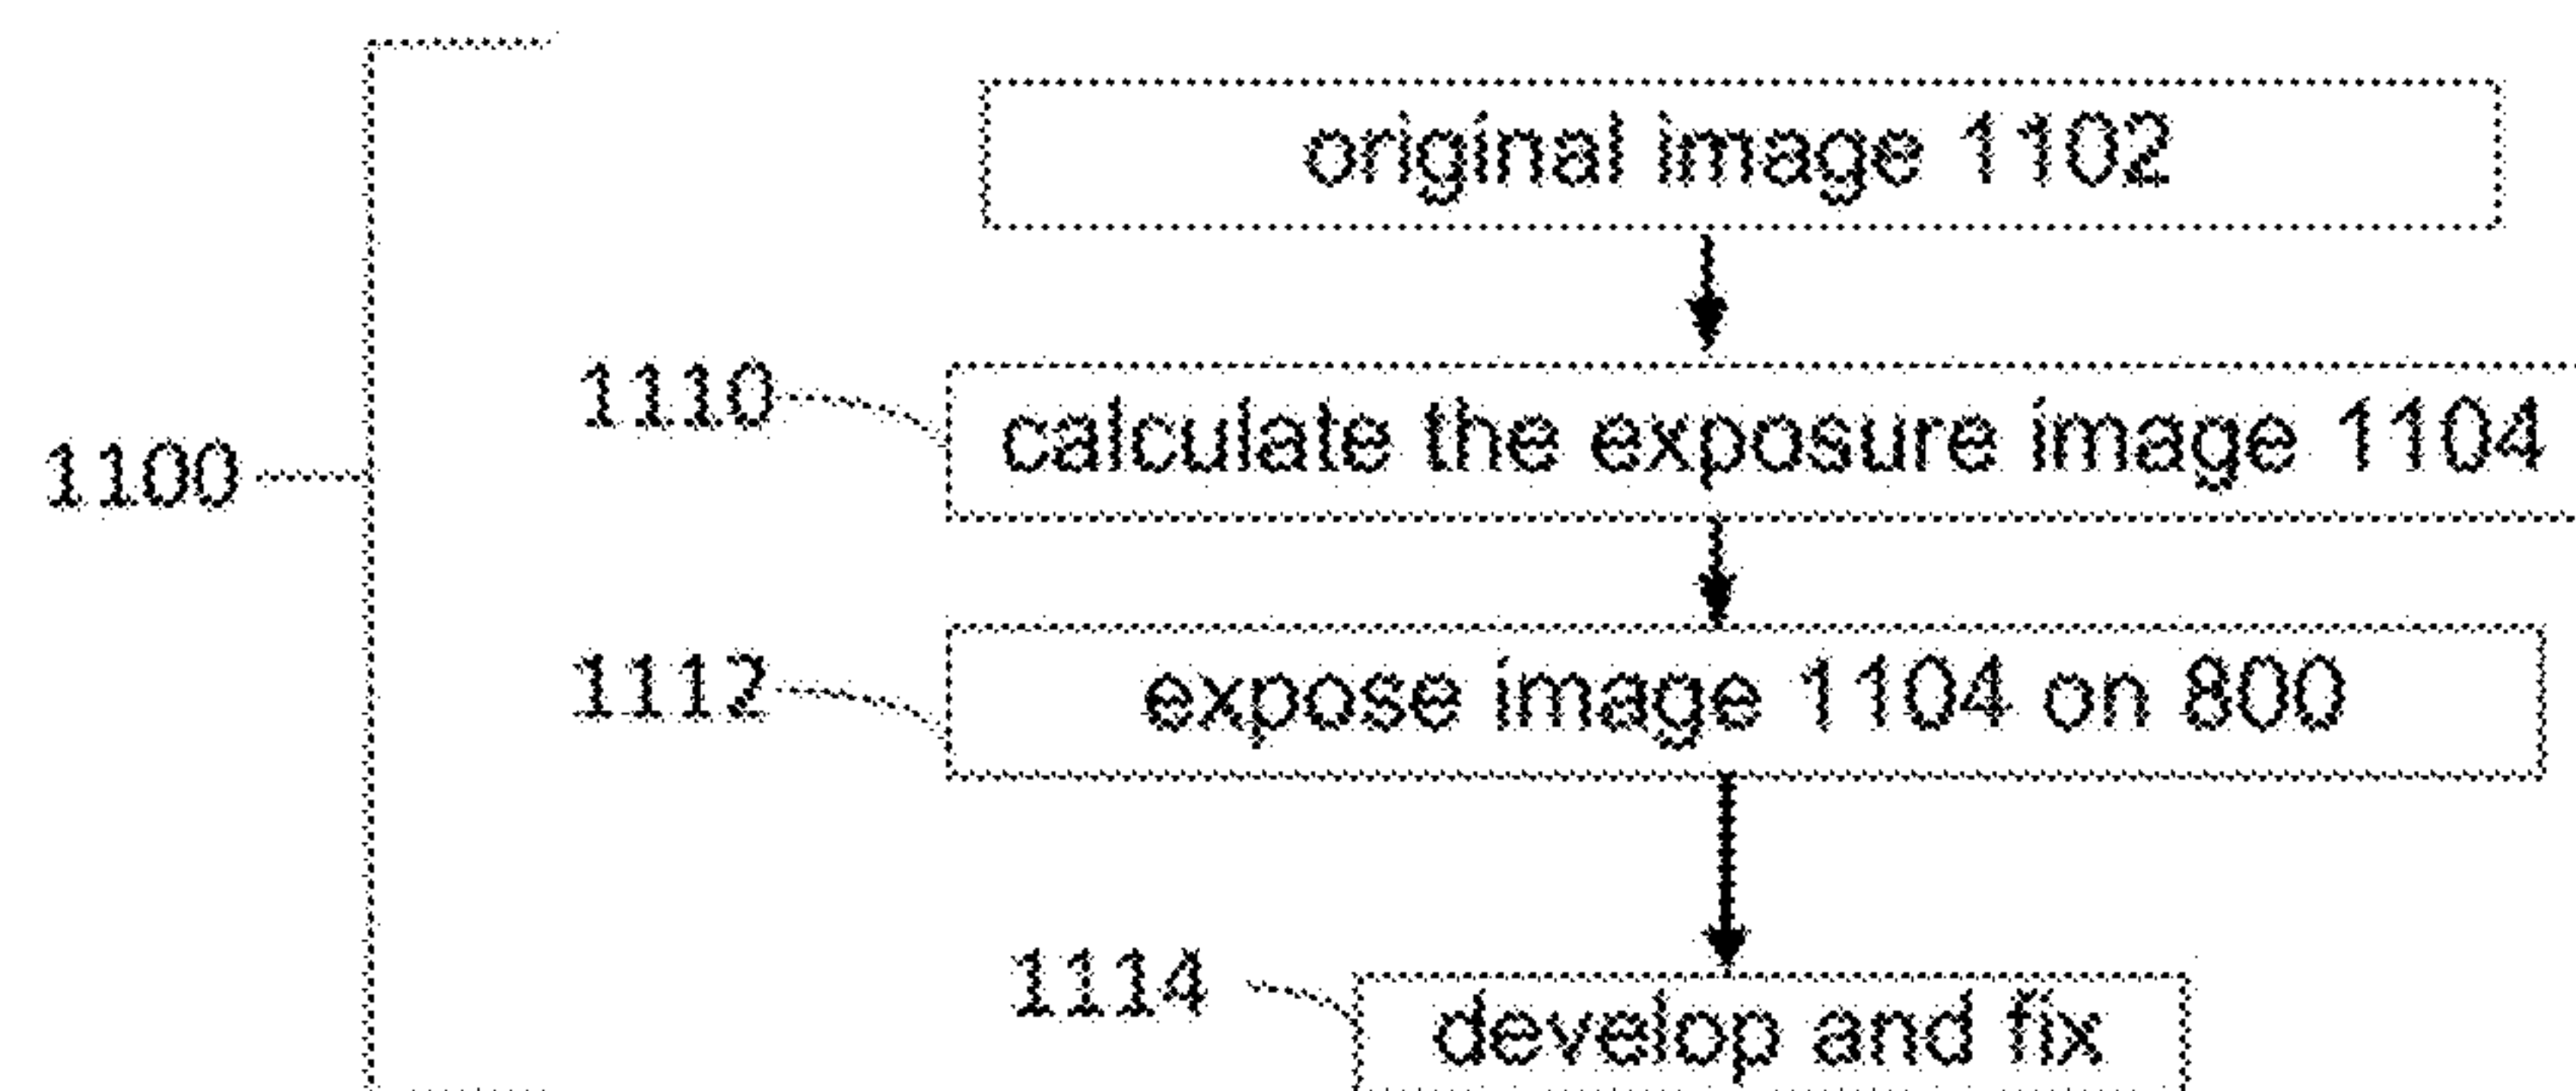 original image 1102
1110
calculate the exposure image 1104
1100
1112
expose image 1104 on 800
1114
develop and fix